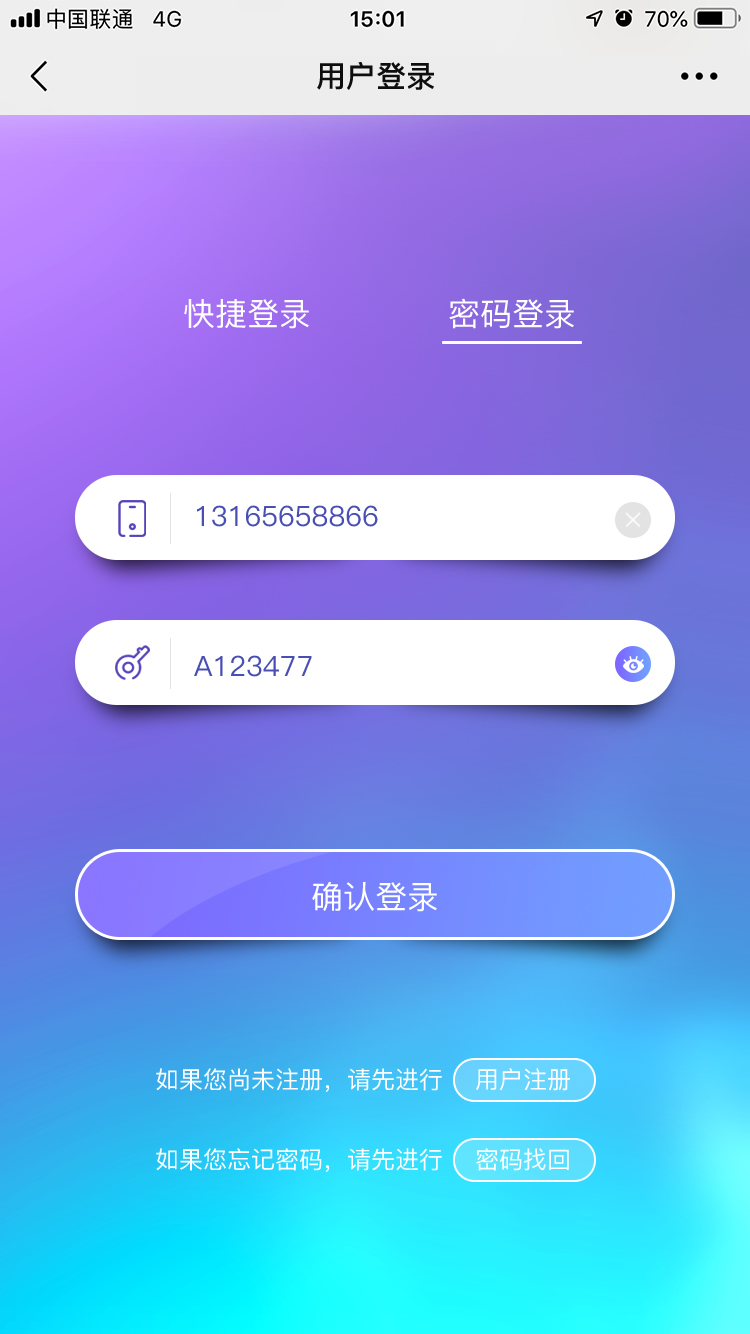 中国联通 4G 15:01 70%
用户登录
快捷登录 密码登录
13165658866
A123477
确认登录
如果您尚未注册，请先进行 用户注册
如果您忘记密码，请先进行 密码找回